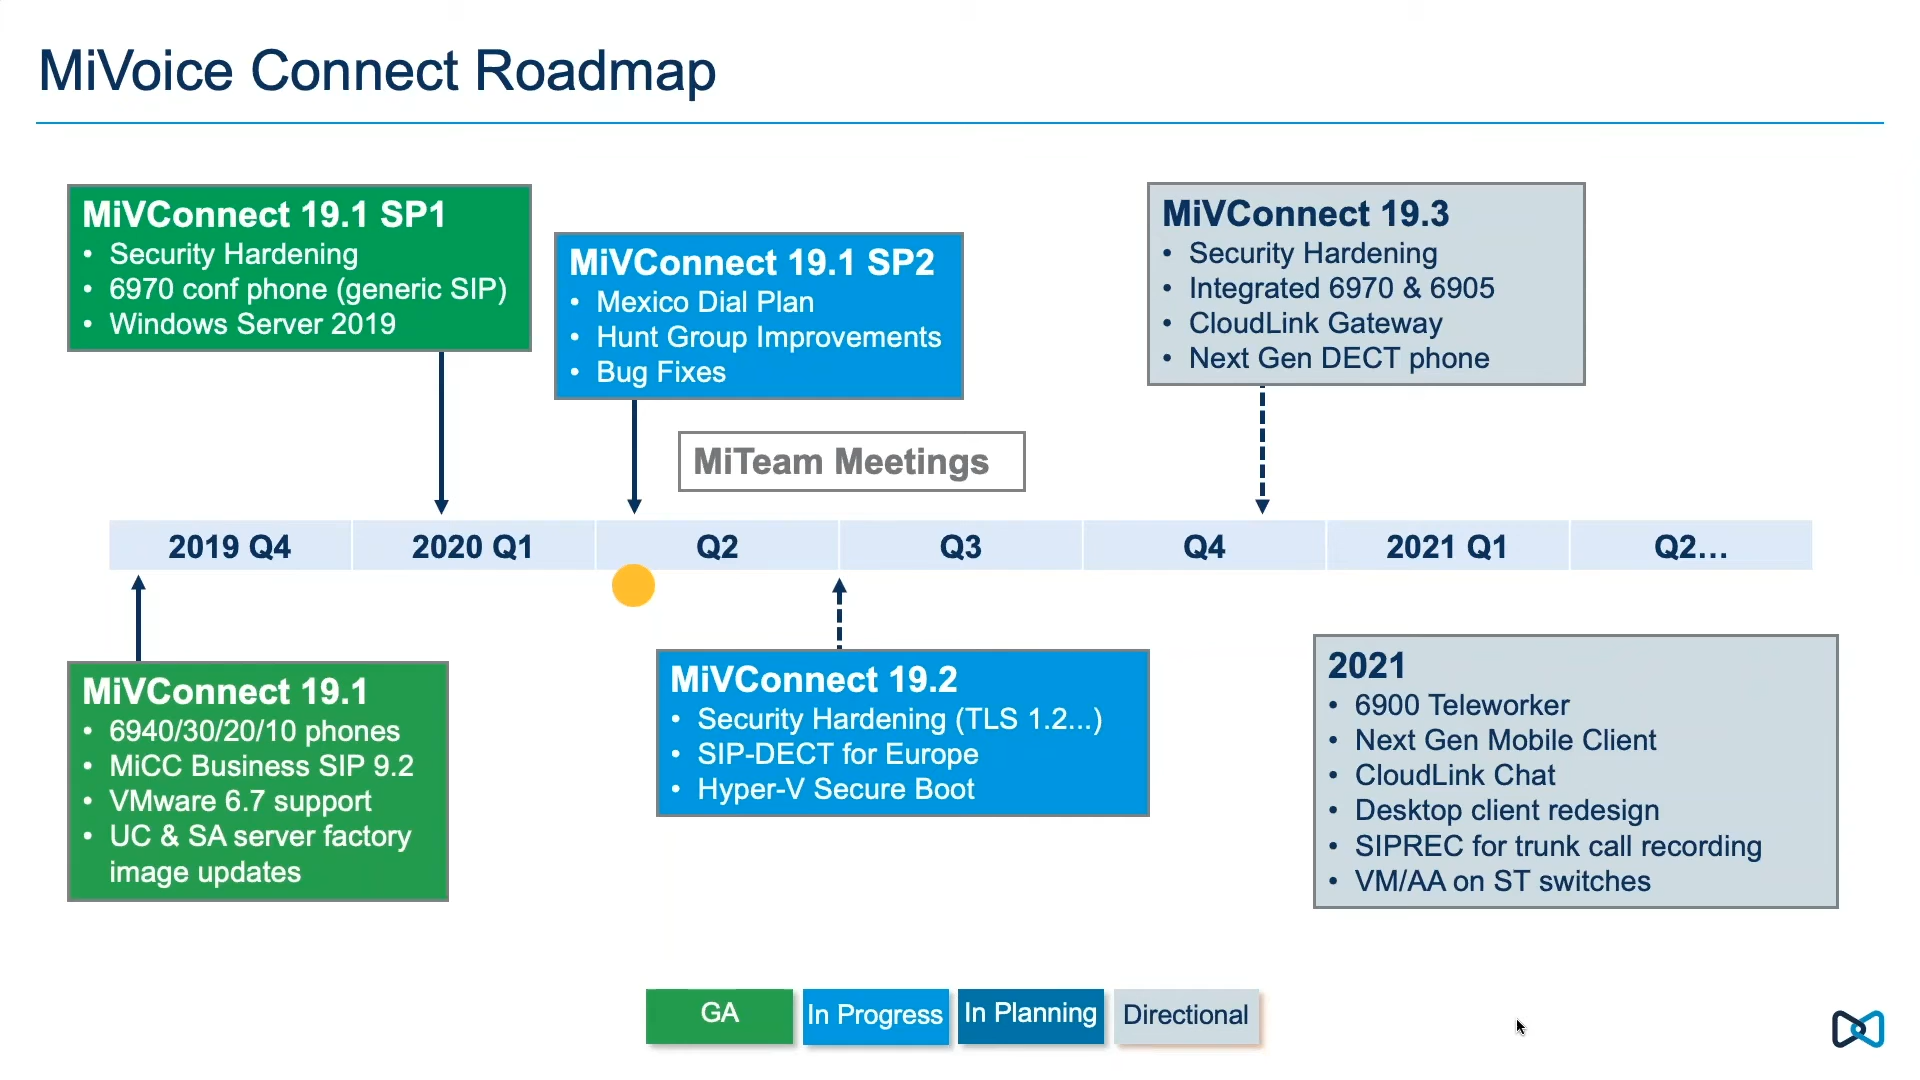 MiVoice Connect Roadmap
MiVConnect 19.1 SP1
• Security Hardening
• 6970 conf phone (generic SIP)
• Windows Server 2019
MiVConnect 19.1 SP2
• Mexico Dial Plan
• Hunt Group Improvements
• Bug Fixes
MiVConnect 19.3
• Security Hardening
• Integrated 6970 & 6905
• CloudLink Gateway
• Next Gen DECT phone
MiTeam Meetings
2019 Q4 2020 Q1 Q2 Q3 Q4 2021 Q1 Q2...
MiVConnect 19.1
• 6940/30/20/10 phones
• MiCC Business SIP 9.2
• VMware 6.7 support
• UC & SA server factory
image updates
MiVConnect 19.2
• Security Hardening (TLS 1.2...)
• SIP-DECT for Europe
• Hyper-V Secure Boot
2021
• 6900 Teleworker
• Next Gen Mobile Client
• CloudLink Chat
• Desktop client redesign
• SIPREC for trunk call recording
• VM/AA on ST switches
GA In Progress In Planning Directional